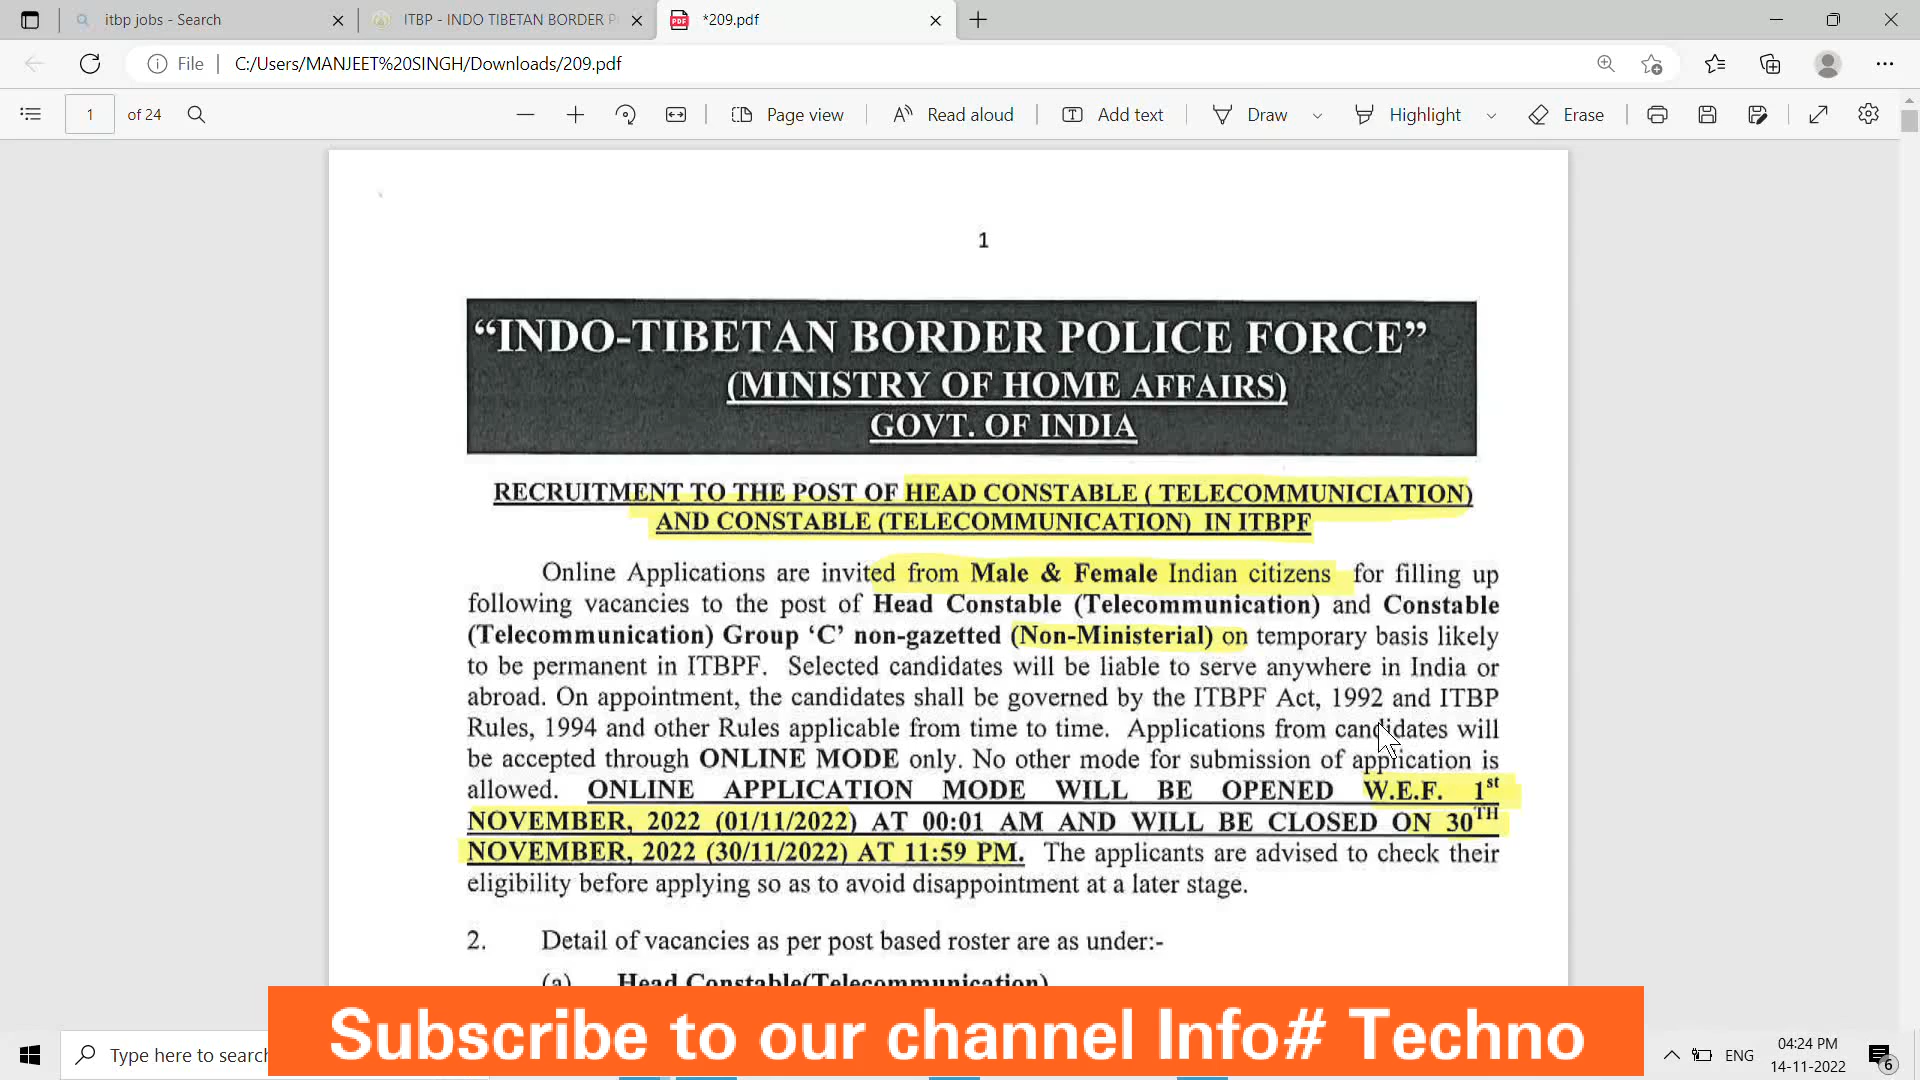 itbp jobs - Search
ITBP - INDO TIBETAN BORDER P
*209.pdf
File
C:/Users/MANJEET%20SINGH/Downloads/209.pdf
1 of 24
Page view
Read aloud
Add text
Draw
Highlight
Erase
1
“INDO-TIBETAN BORDER POLICE FORCE”
(MINISTRY OF HOME AFFAIRS)
GOVT. OF INDIA
RECRUITMENT TO THE POST OF HEAD CONSTABLE ( TELECOMMUNICIATION)
AND CONSTABLE (TELECOMMUNICATION) IN ITBPF
Online Applications are invited from Male & Female Indian citizens for filling up
following vacancies to the post of Head Constable (Telecommunication) and Constable
(Telecommunication) Group ‘C’ non-gazetted (Non-Ministerial) on temporary basis likely
to be permanent in ITBPF. Selected candidates will be liable to serve anywhere in India or
abroad. On appointment, the candidates shall be governed by the ITBPF Act, 1992 and ITBP
Rules, 1994 and other Rules applicable from time to time. Applications from candidates will
be accepted through ONLINE MODE only. No other mode for submission of application is
allowed. ONLINE APPLICATION MODE WILL BE OPENED W.E.F. 1st
NOVEMBER, 2022 (01/11/2022) AT 00:01 AM AND WILL BE CLOSED ON 30TH
NOVEMBER, 2022 (30/11/2022) AT 11:59 PM. The applicants are advised to check their
eligibility before applying so as to avoid disappointment at a later stage.
2. Detail of vacancies as per post based roster are as under:-
(a) Head Constable(Telecommunication)
Subscribe to our channel Info# Techno
Type here to search
ENG
04:24 PM
14-11-2022
6